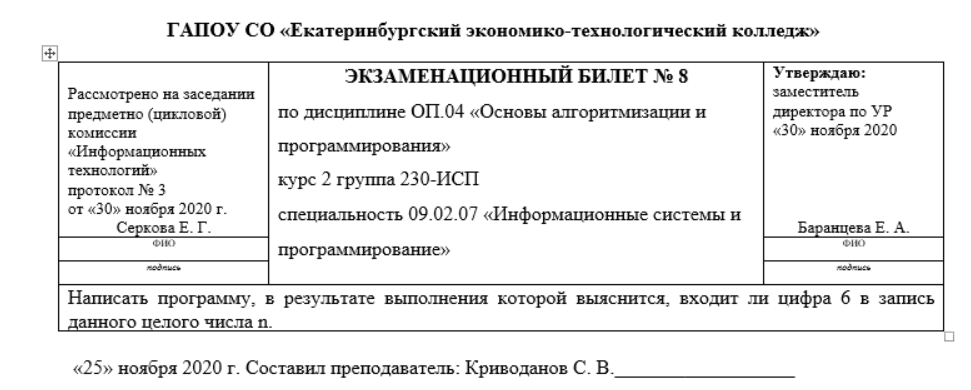 ГАПОУ СО «Екатеринбургский экономико-технологический колледж»
Рассмотрено на заседании
предметно (цикловой)
комиссии
«Информационных
технологий»
протокол № 3
от «30» ноября 2020 г.
Серкова Е. Г.
ФИО
подпись
ЭКЗАМЕНАЦИОННЫЙ БИЛЕТ № 8
по дисциплине ОП.04 «Основы алгоритмизации и
программирования»
курс 2 группа 230-ИСП
специальность 09.02.07 «Информационные системы и
программирование»
Утверждаю:
заместитель
директора по УР
«30» ноября 2020
Баранцева Е. А.
ФИО
подпись
Написать программу, в результате выполнения которой выяснится, входит ли цифра 6 в запись
данного целого числа n.
«25» ноября 2020 г. Составил преподаватель: Криводанов С. В.___________________